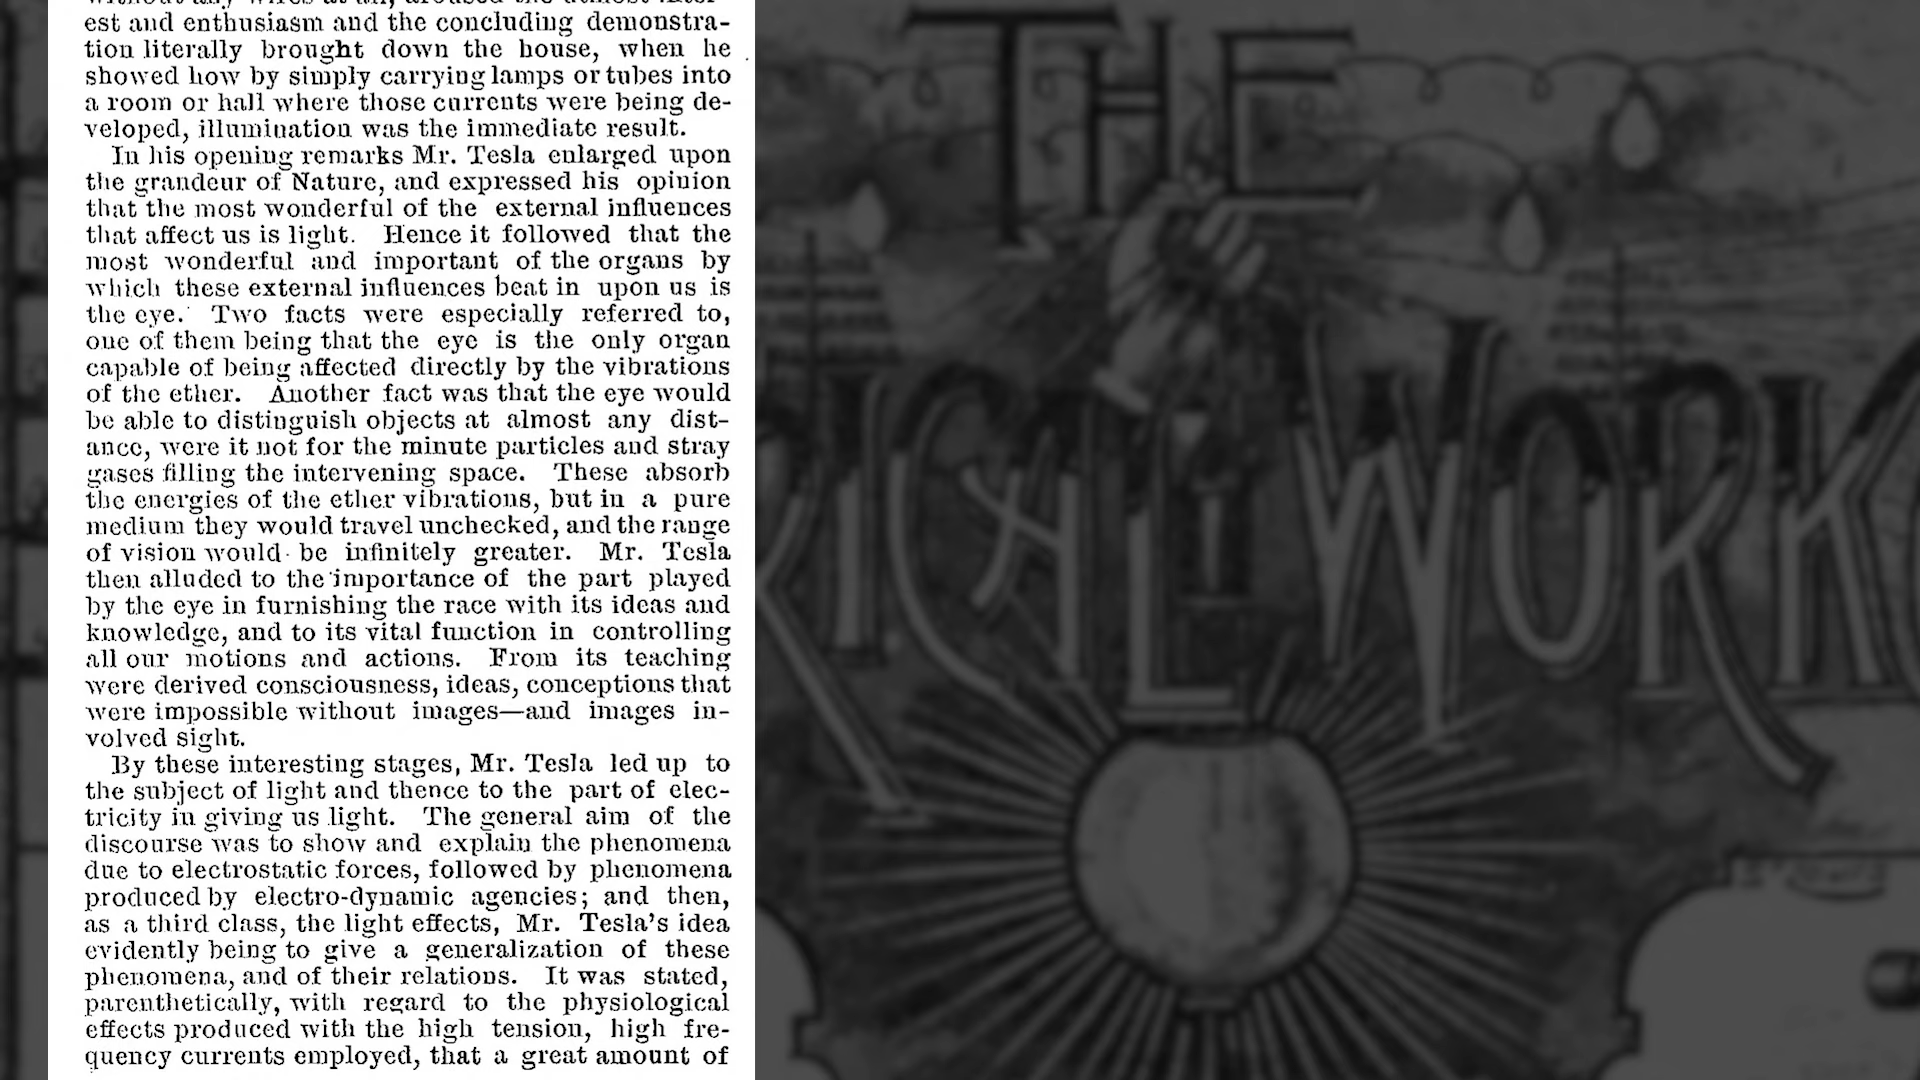 without any wires at all, aroused the utmost inter-
est and enthusiasm and the concluding demonstra-
tion literally brought down the house, when he
showed how by simply carrying lamps or tubes into
a room or hall where those currents were being de-
veloped, illumination was the immediate result.
In his opening remarks Mr. Tesla enlarged upon
the grandeur of Nature, and expressed his opinion
that the most wonderful of the external influences
that affect us is light. Hence it followed that the
most wonderful and important of the organs by
which these external influences beat in upon us is
the eye. Two facts were especially referred to,
one of them being that the eye is the only organ
capable of being affected directly by the vibrations
of the ether. Another fact was that the eye would
be able to distinguish objects at almost any dist-
ance, were it not for the minute particles and stray
gases filling the intervening space. These absorb
the energies of the ether vibrations, but in a pure
medium they would travel unchecked, and the range
of vision would be infinitely greater. Mr. Tesla
then alluded to the importance of the part played
by the eye in furnishing the race with its ideas and
knowledge, and to its vital function in controlling
all our motions and actions. From its teaching
were derived consciousness, ideas, conceptions that
were impossible without images—and images in-
volved sight.
By these interesting stages, Mr. Tesla led up to
the subject of light and thence to the part of elec-
tricity in giving us light. The general aim of the
discourse was to show and explain the phenomena
due to electrostatic forces, followed by phenomena
produced by electro-dynamic agencies; and then,
as a third class, the light effects, Mr. Tesla's idea
evidently being to give a generalization of these
phenomena, and of their relations. It was stated,
parenthetically, with regard to the physiological
effects produced with the high tension, high fre-
quency currents employed, that a great amount of
THE
RICAL WORK